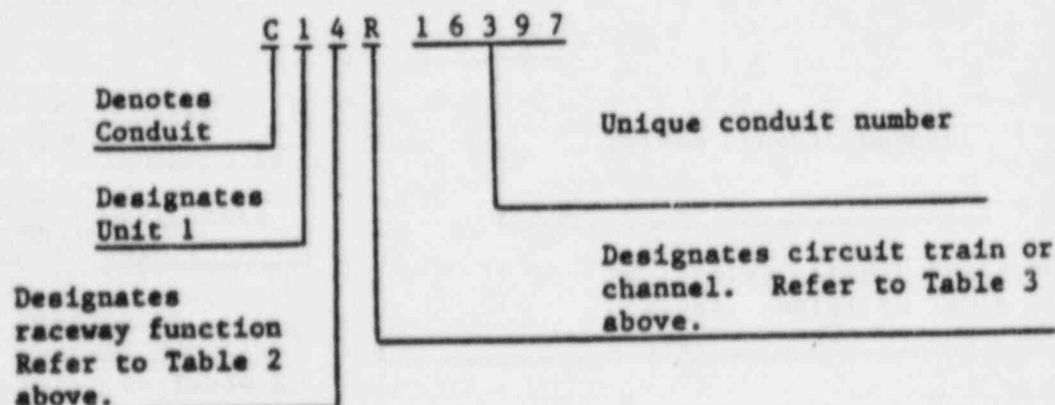 C 1 4 R 1 6 3 9 7
Denotes
Conduit
Unique conduit number
Designates
Unit 1
Designates circuit train or
channel. Refer to Table 3
above.
Designates
raceway function
Refer to Table 2
above.